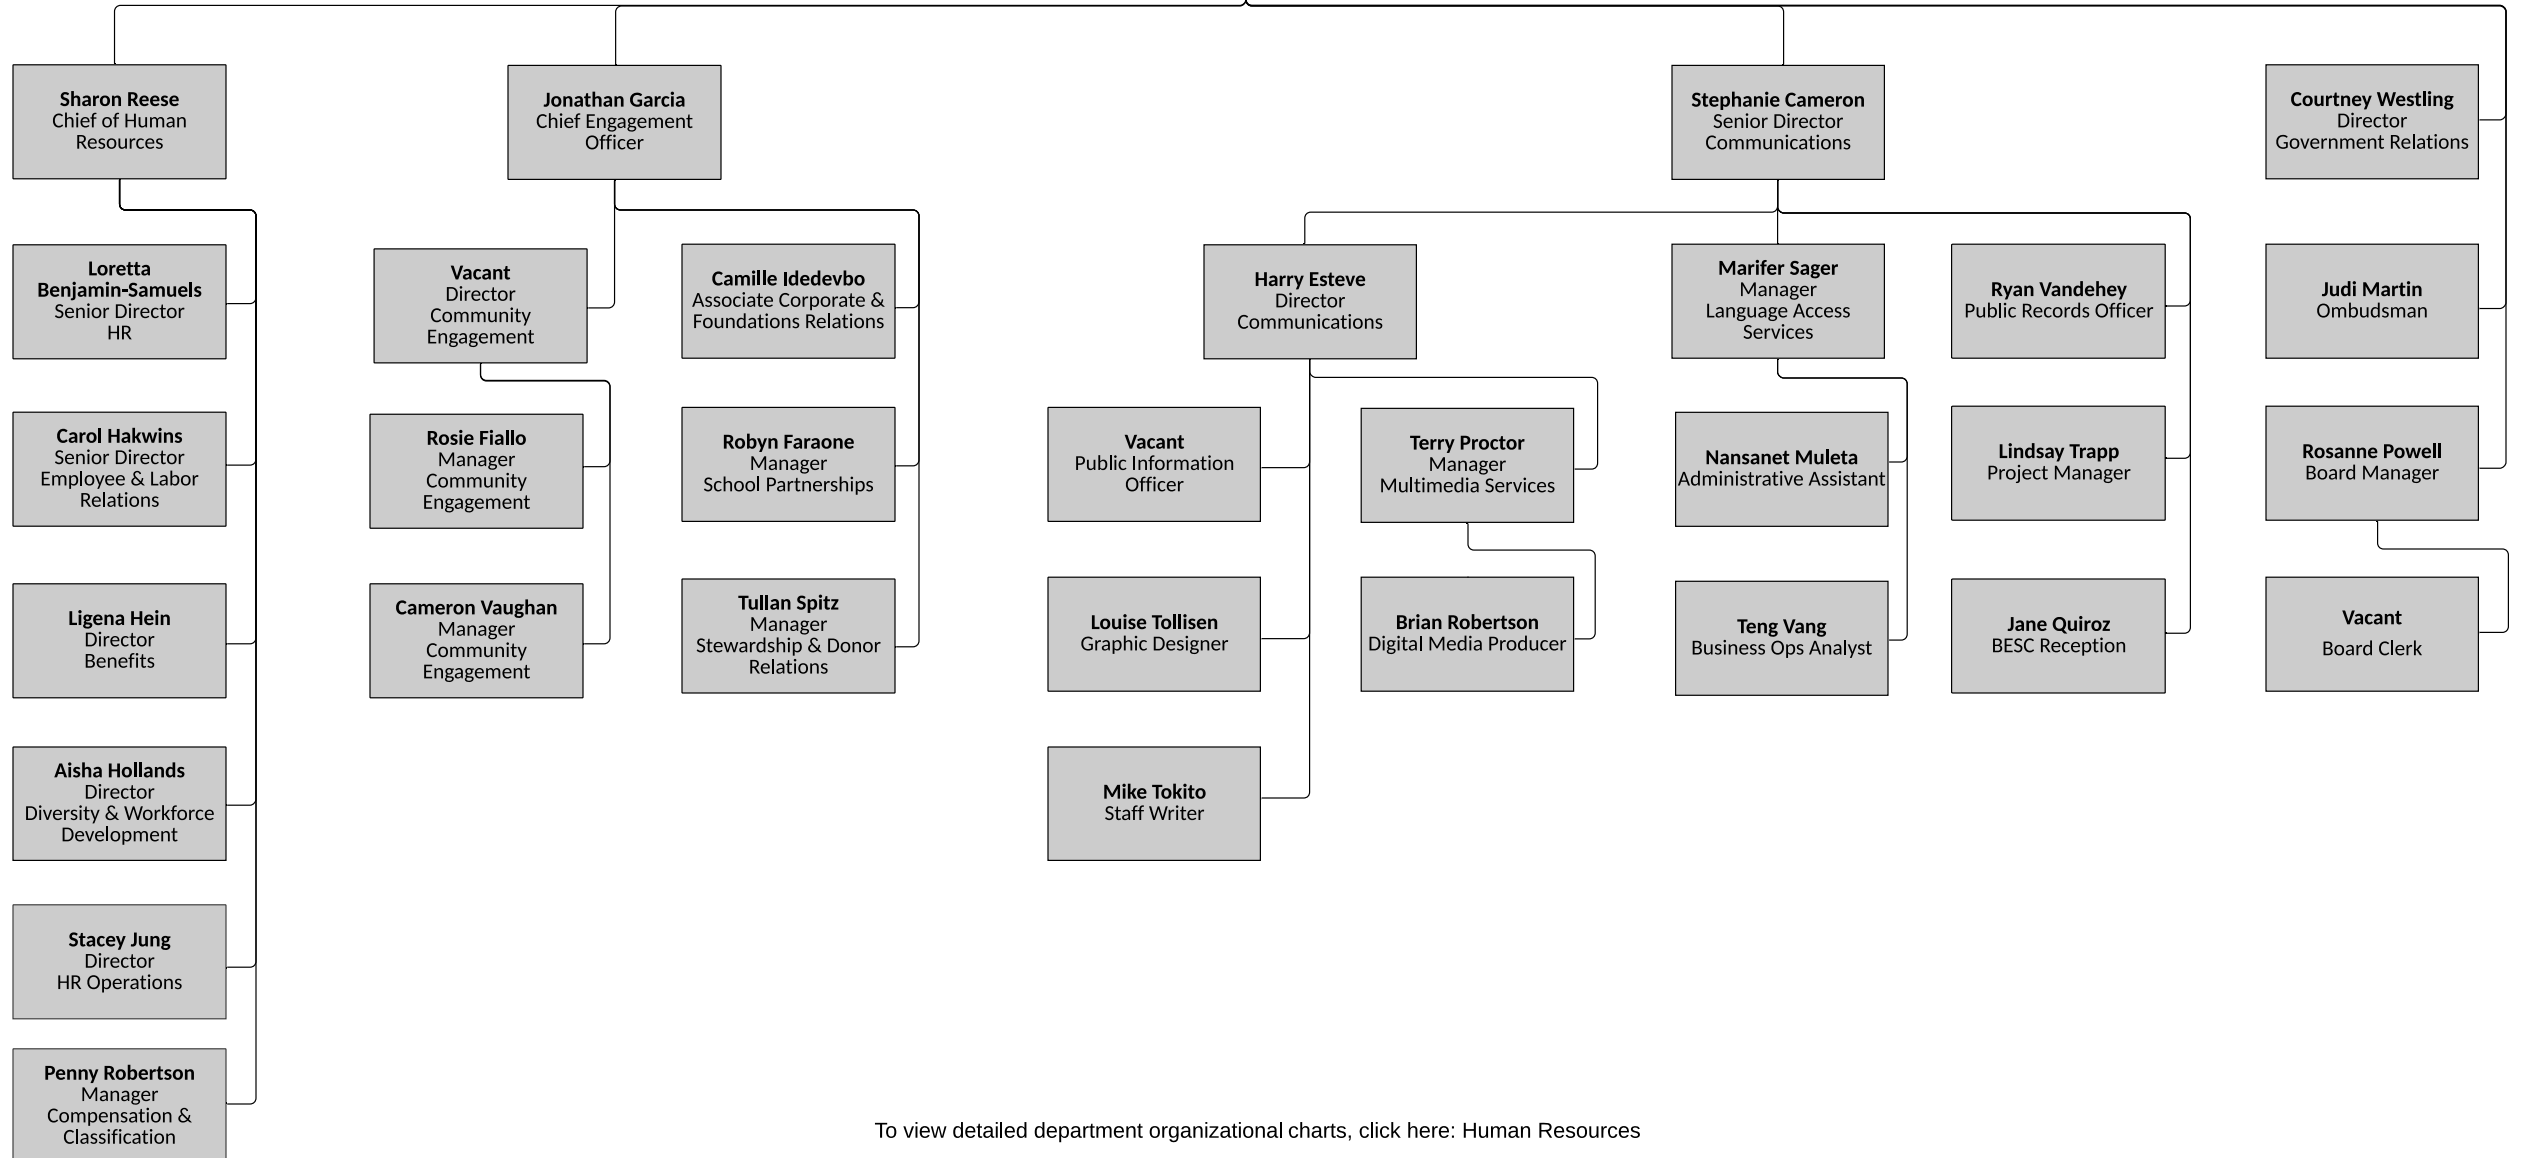 Sharon Reese
Chief of Human
Resources
Jonathan Garcia
Chief Engagement
Officer
Stephanie Cameron
Senior Director
Communications
Courtney Westling
Director
Government Relations
Loretta
Benjamin-Samuels
Senior Director
HR
Vacant
Director
Community
Engagement
Camille Idedevbo
Associate Corporate &
Foundations Relations
Harry Esteve
Director
Communications
Marifer Sager
Manager
Language Access
Services
Ryan Vandehey
Public Records Officer
Judi Martin
Ombudsman
Carol Hakwins
Senior Director
Employee & Labor
Relations
Rosie Fiallo
Manager
Community
Engagement
Robyn Faraone
Manager
School Partnerships
Vacant
Public Information
Officer
Terry Proctor
Manager
Multimedia Services
Nansanet Muleta
Administrative Assistant
Lindsay Trapp
Project Manager
Rosanne Powell
Board Manager
Ligena Hein
Director
Benefits
Cameron Vaughan
Manager
Community
Engagement
Tullan Spitz
Manager
Stewardship & Donor
Relations
Louise Tollisen
Graphic Designer
Brian Robertson
Digital Media Producer
Teng Vang
Business Ops Analyst
Jane Quiroz
BESC Reception
Vacant
Board Clerk
Aisha Hollands
Director
Diversity & Workforce
Development
Mike Tokito
Staff Writer
Stacey Jung
Director
HR Operations
Penny Robertson
Manager
Compensation &
Classification
To view detailed department organizational charts, click here: Human Resources